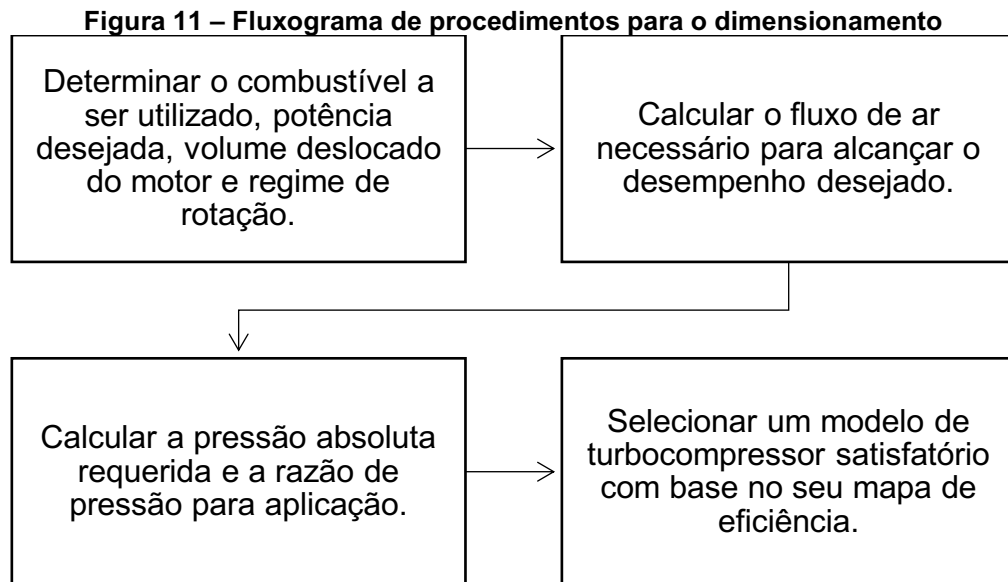 Figura 11 – Fluxograma de procedimentos para o dimensionamento
Determinar o combustível a
ser utilizado, potência
desejada, volume deslocado
do motor e regime de
rotação.
Calcular o fluxo de ar
necessário para alcançar o
desempenho desejado.
Calcular a pressão absoluta
requerida e a razão de
pressão para aplicação.
Selecionar um modelo de
turbocompressor satisfatório
com base no seu mapa de
eficiência.